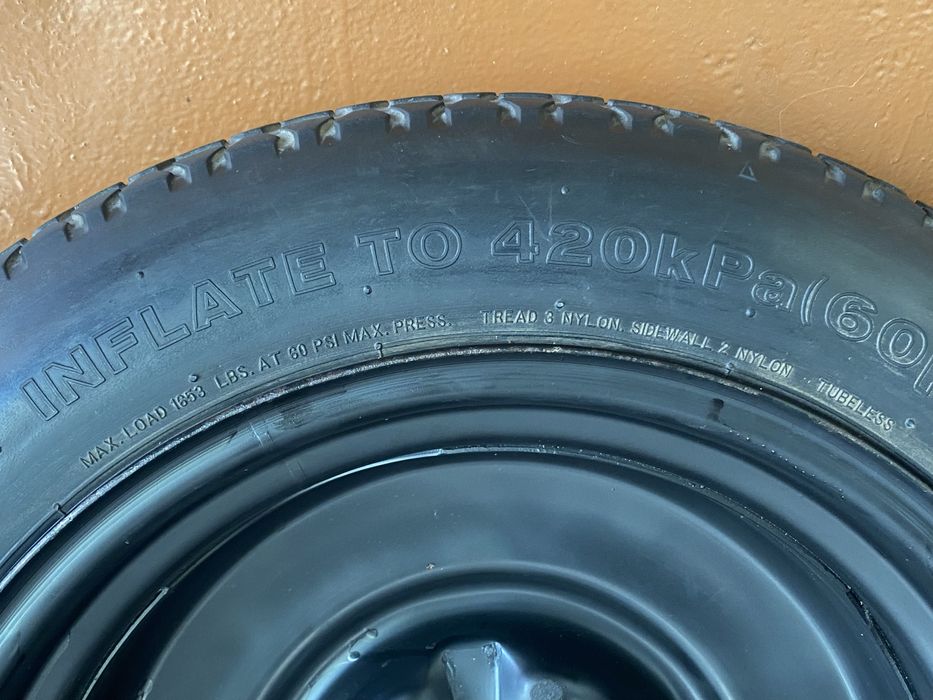 INFLATE TO 420kPa(60
MAX. LOAD 1653 LBS. AT 60 PSI MAX. PRESS. TREAD 3 NYLON, SIDEWALL 2 NYLON TUBELESS